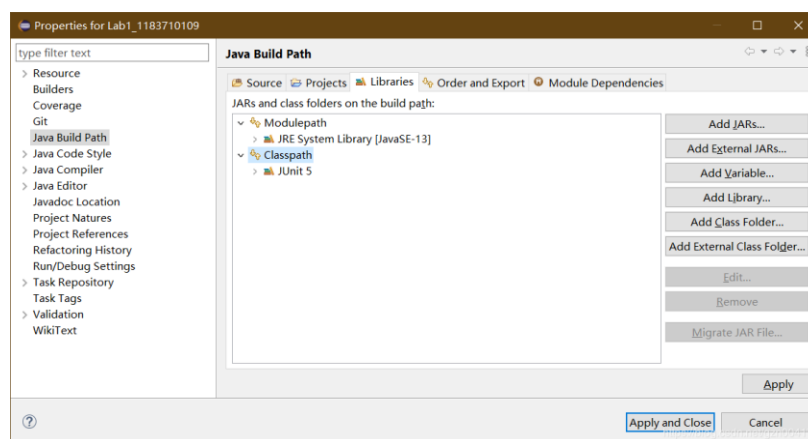 Properties for Lab1_1183710109
type filter text
Resource
Builders
Coverage
Git
Java Build Path
Java Code Style
Java Compiler
Java Editor
Javadoc Location
Project Natures
Project References
Refactoring History
Run/Debug Settings
Task Repository
Task Tags
Validation
WikiText
Java Build Path
Source Projects Libraries Order and Export Module Dependencies
JARs and class folders on the build path:
Modulepath
JRE System Library [JavaSE-13]
Classpath
JUnit 5
Add JARs...
Add External JARs...
Add Variable...
Add Library...
Add Class Folder...
Add External Class Folder...
Edit...
Remove
Migrate JAR File...
Apply
Apply and Close Cancel